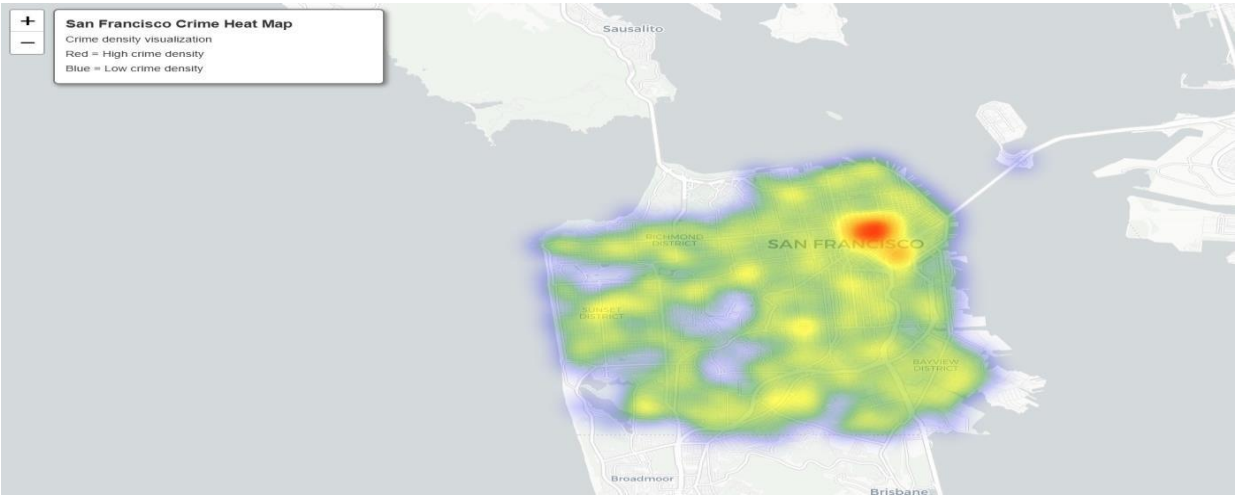 +
−
San Francisco Crime Heat Map
Crime density visualization
Red = High crime density
Blue = Low crime density
Sausalito
RICHMOND
DISTRICT
SAN FRANCISCO
SUNSET
DISTRICT
BAYVIEW
DISTRICT
Broadmoor
Brisbane